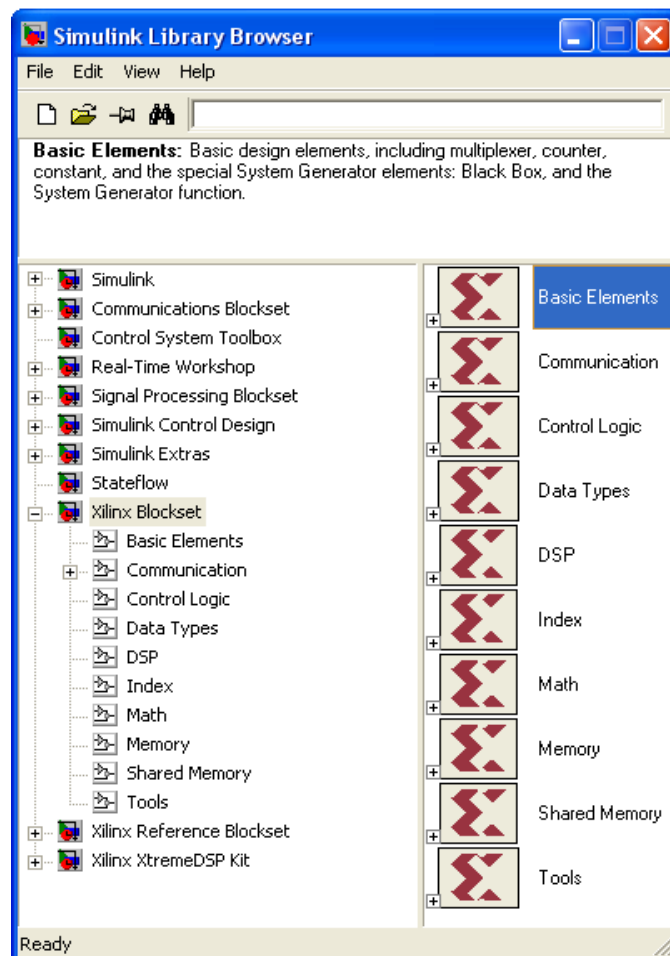 Simulink Library Browser
File Edit View Help
Basic Elements: Basic design elements, including multiplexer, counter,
constant, and the special System Generator elements: Black Box, and the
System Generator function.
Simulink
Communications Blockset
Control System Toolbox
Real-Time Workshop
Signal Processing Blockset
Simulink Control Design
Simulink Extras
Stateflow
Xilinx Blockset
Basic Elements
Communication
Control Logic
Data Types
DSP
Index
Math
Memory
Shared Memory
Tools
Xilinx Reference Blockset
Xilinx XtremeDSP Kit
Basic Elements
Communication
Control Logic
Data Types
DSP
Index
Math
Memory
Shared Memory
Tools
Ready